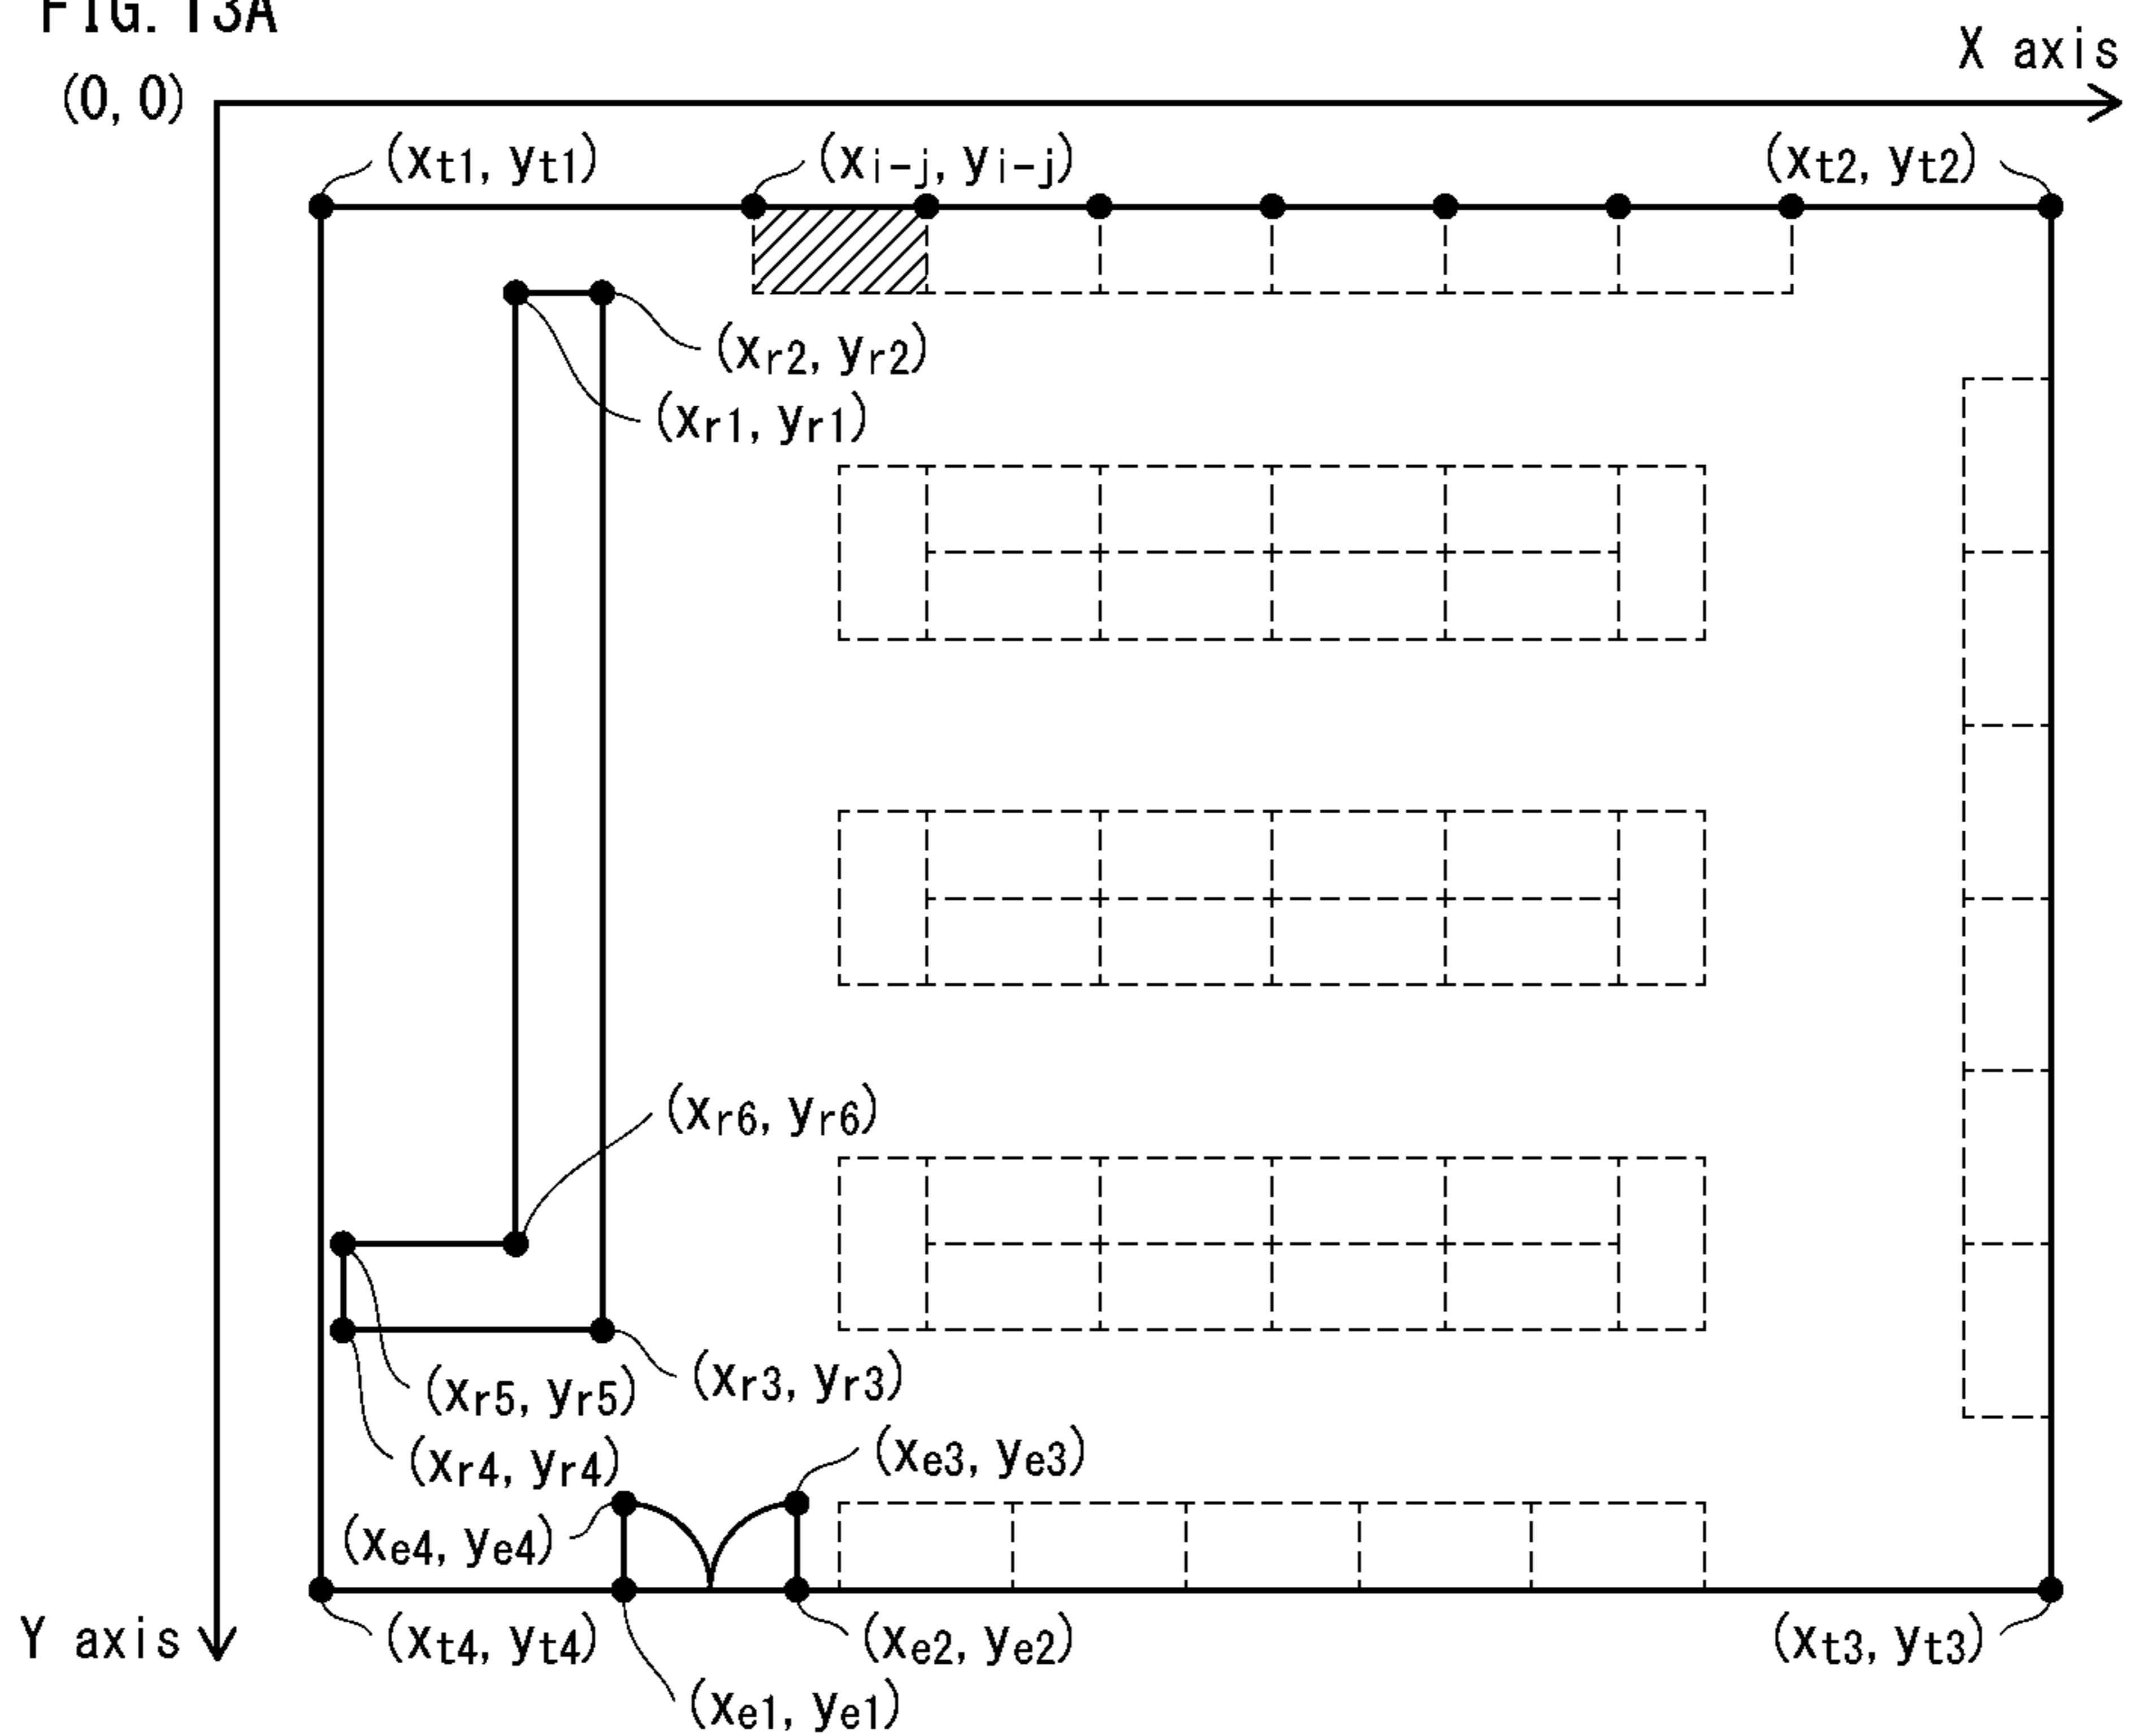 FIG. 13A
X axis
(0, 0)
(xt1, yt1)
(xi-j, yi-j)
(xt2, yt2)
(xr2, yr2)
(xr1, yr1)
(xr6, yr6)
(xr3, yr3)
(xr5, yr5)
(xr4, yr4)
(xe3, ye3)
(xe4, ye4)
Y axis
(xt4, yt4)
(xe2, ye2)
(xt3, yt3)
(xe1, ye1)